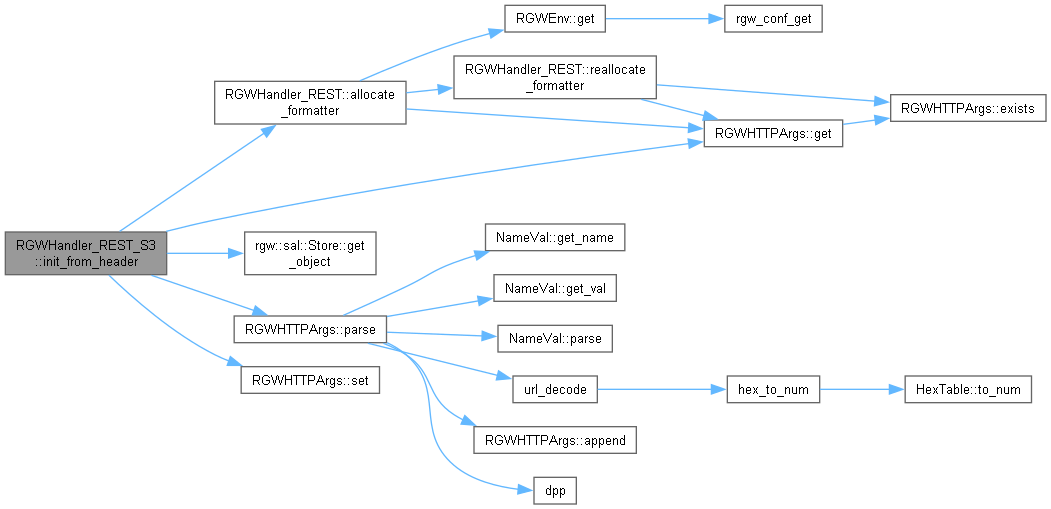 RGWEnv::get
rgw_conf_get
RGWHandler_REST::reallocate
_formatter
RGWHandler_REST::allocate
_formatter
RGWHTTPArgs::exists
RGWHTTPArgs::get
RGWHandler_REST_S3
::init_from_header
rgw::sal::Store::get
_object
NameVal::get_name
NameVal::get_val
RGWHTTPArgs::parse
NameVal::parse
RGWHTTPArgs::set
url_decode
hex_to_num
HexTable::to_num
RGWHTTPArgs::append
dpp